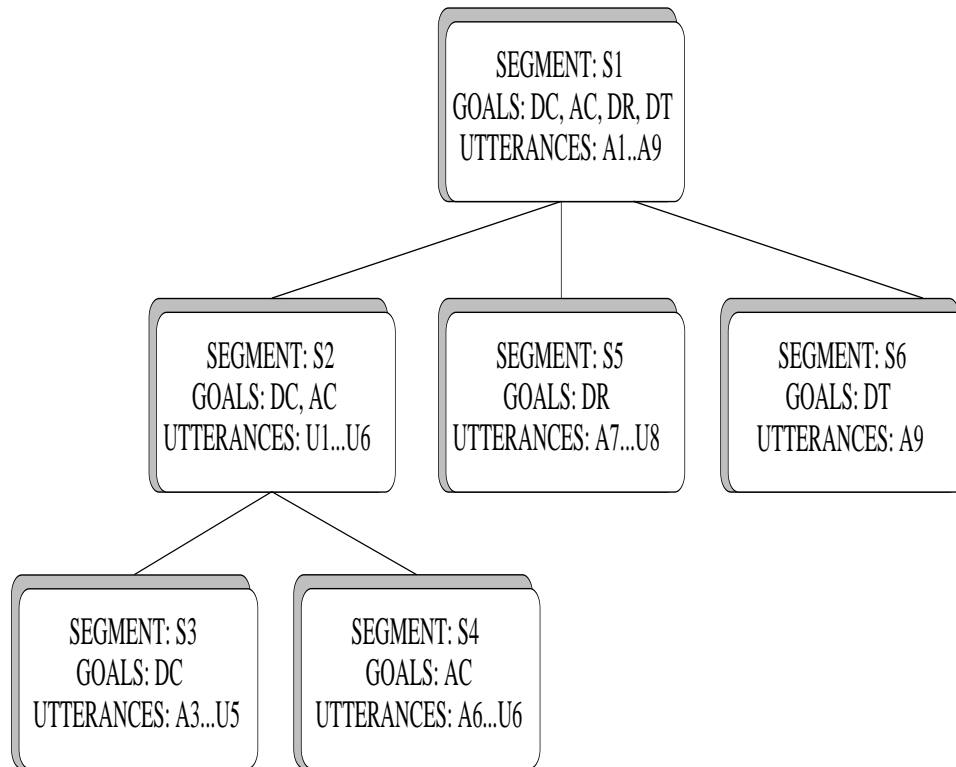 SEGMENT: S1
GOALS: DC, AC, DR, DT
UTTERANCES: A1..A9
SEGMENT: S2
GOALS: DC, AC
UTTERANCES: U1...U6
SEGMENT: S5
GOALS: DR
UTTERANCES: A7...U8
SEGMENT: S6
GOALS: DT
UTTERANCES: A9
SEGMENT: S3
GOALS: DC
UTTERANCES: A3...U5
SEGMENT: S4
GOALS: AC
UTTERANCES: A6...U6